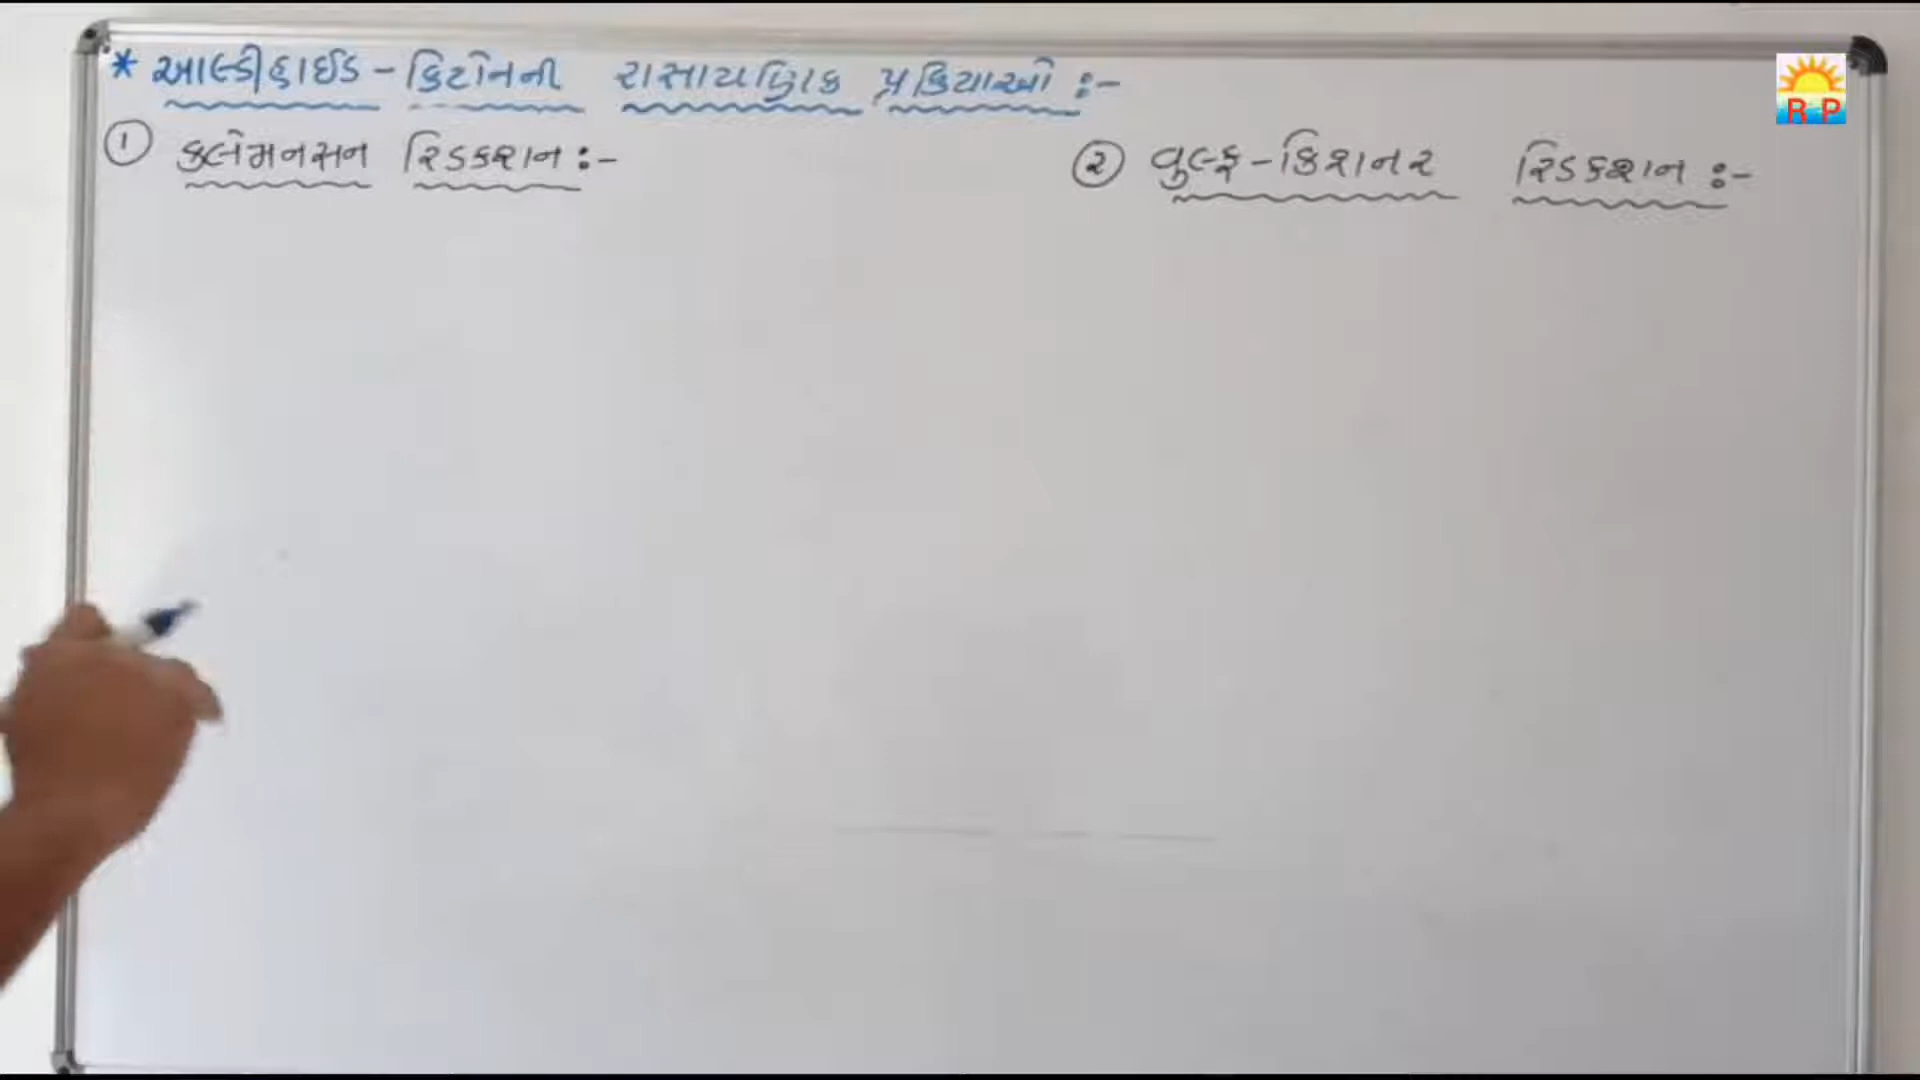 * આલ્ડીહાઈડ - કિટોનની રાસાયણિક પ્રક્રિયાઓ :-
① ક્લેમનસન રિડક્શન :-
② વુલ્ફ - કિશનર રિડક્શન :-
R P